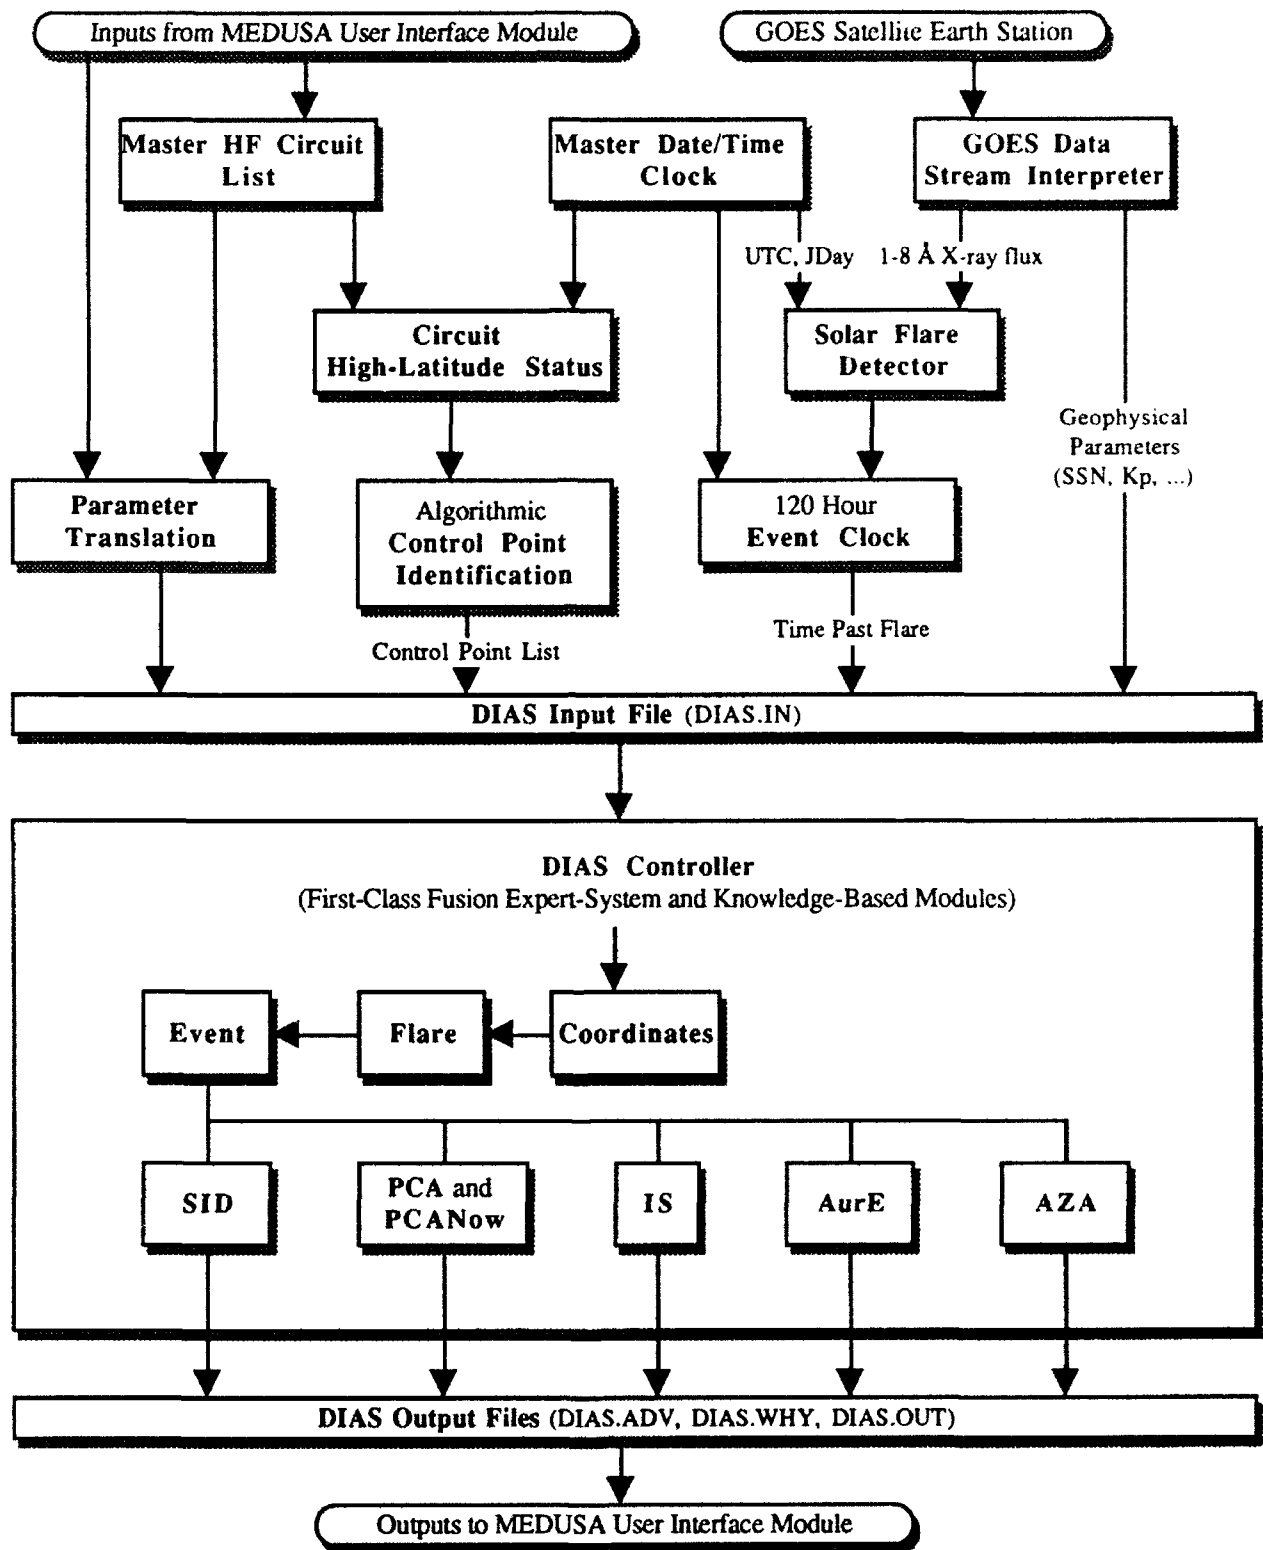 Inputs from MEDUSA User Interface Module
GOES Satellite Earth Station
Master HF Circuit
List
Master Date/Time
Clock
GOES Data
Stream Interpreter
UTC, JDay
1-8 Å X-ray flux
Circuit
High-Latitude Status
Solar Flare
Detector
Geophysical
Parameters
(SSN, Kp, ...)
Parameter
Translation
Algorithmic
Control Point
Identification
120 Hour
Event Clock
Control Point List
Time Past Flare
DIAS Input File (DIAS.IN)
DIAS Controller
(First-Class Fusion Expert-System and Knowledge-Based Modules)
Event
Flare
Coordinates
SID
PCA and
PCANow
IS
AurE
AZA
DIAS Output Files (DIAS.ADV, DIAS.WHY, DIAS.OUT)
Outputs to MEDUSA User Interface Module